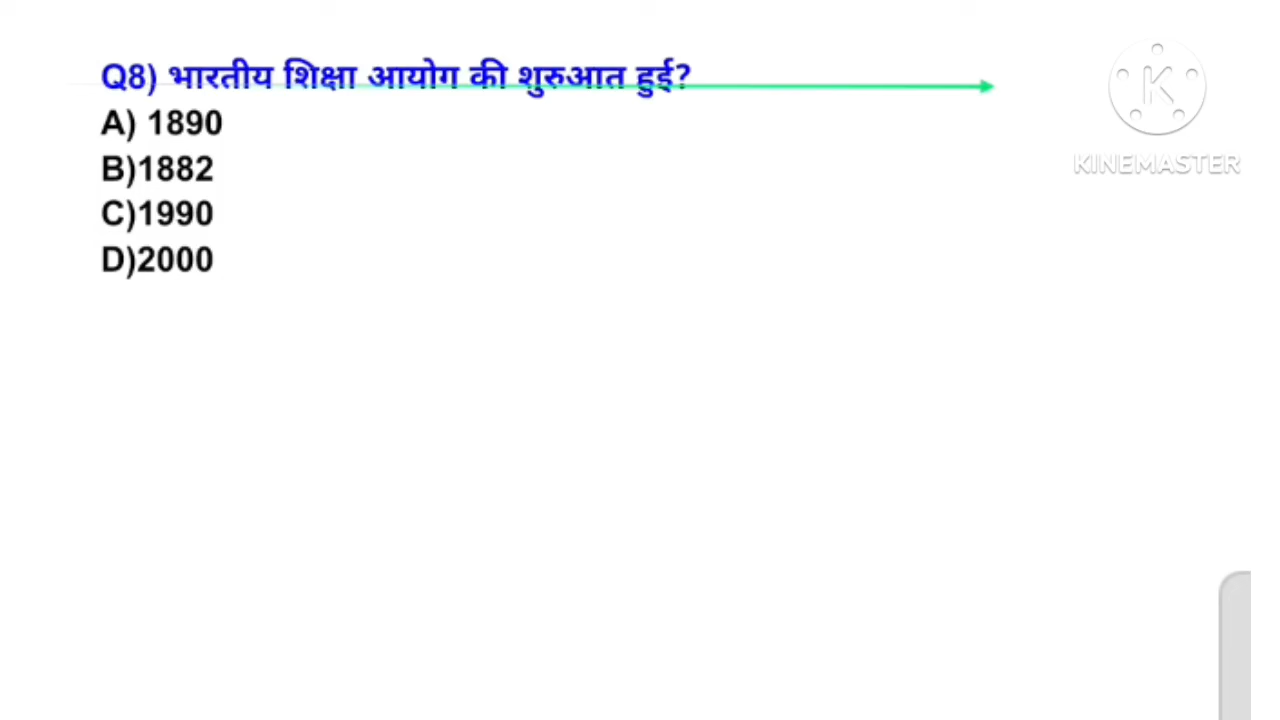 Q8) भारतीय शिक्षा आयोग की शुरुआत हुई?
A) 1890
B)1882
C)1990
D)2000
K
KINEMASTER